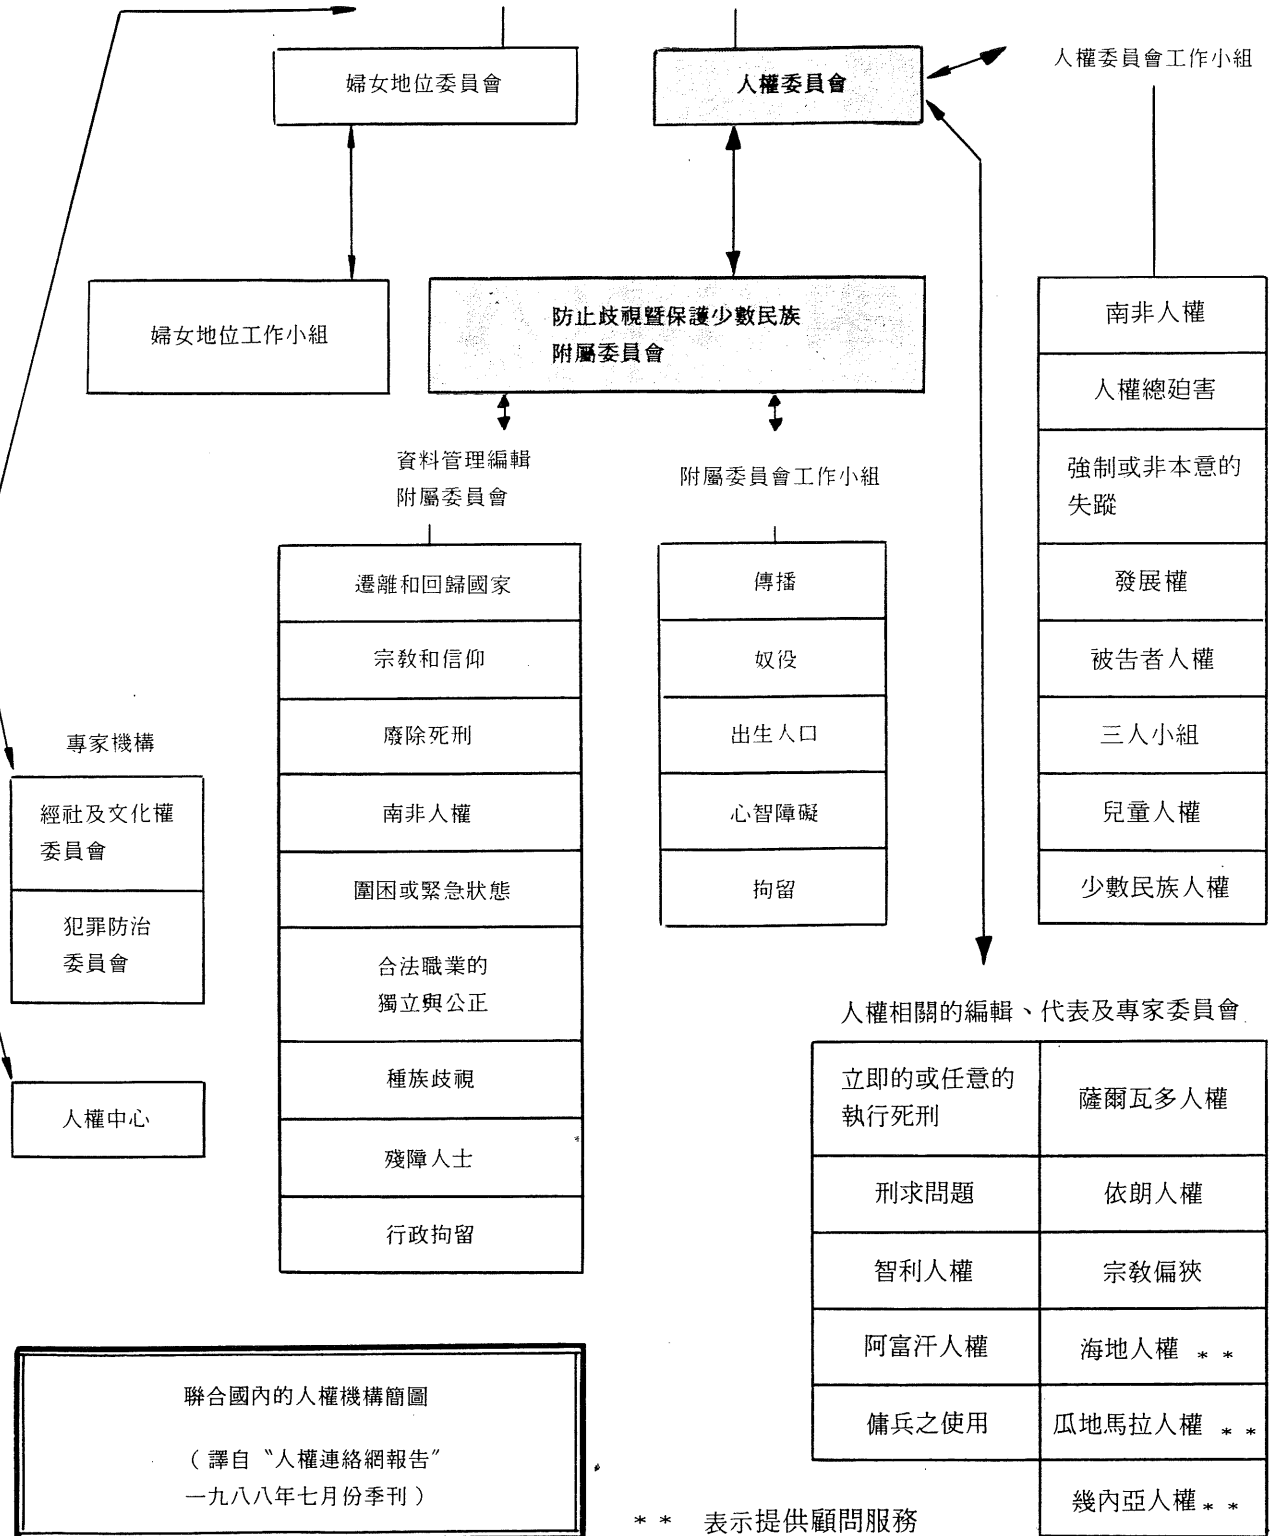 婦女地位委員會
人權委員會
人權委員會工作小組
婦女地位工作小組
防止歧視暨保護少數民族
附屬委員會
南非人權
人權總廹害
強制或非本意的
失蹤
發展權
被告者人權
三人小組
兒童人權
少數民族人權
資料管理編輯
附屬委員會
遷離和回歸國家
宗教和信仰
廢除死刑
南非人權
圍困或緊急狀態
合法職業的
獨立與公正
種族歧視
殘障人士
行政拘留
附屬委員會工作小組
傳播
奴役
出生人口
心智障礙
拘留
專家機構
經社及文化權
委員會
犯罪防治
委員會
人權中心
人權相關的編輯、代表及專家委員會
立即的或任意的
執行死刑
薩爾瓦多人權
刑求問題
依朗人權
智利人權
宗教偏狹
阿富汗人權
海地人權 * *
傭兵之使用
瓜地馬拉人權 * *
幾內亞人權 * *
聯合國內的人權機構簡圖
（譯自〝人權連絡網報告〞
一九八八年七月份季刊）
* * 表示提供顧問服務